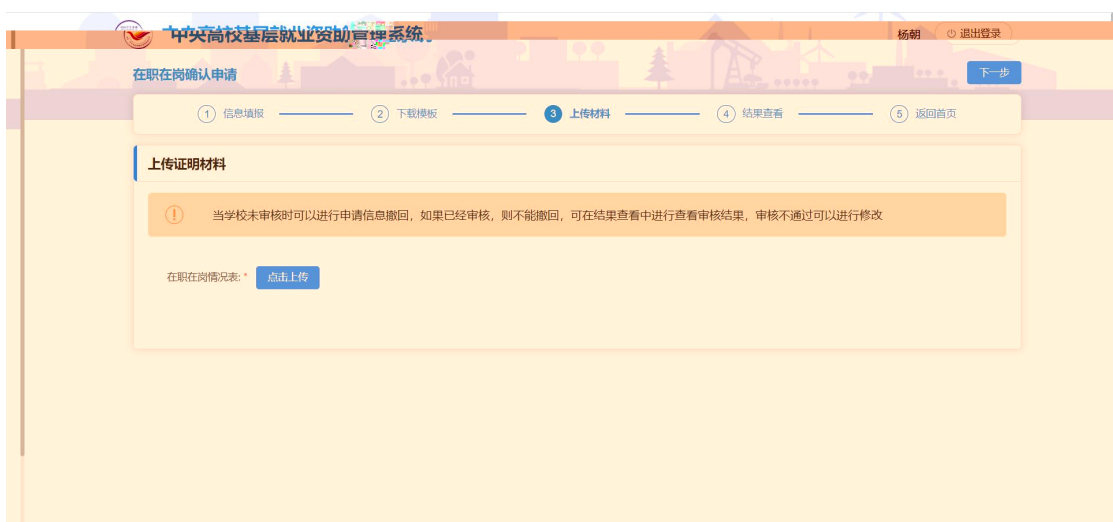 中央高校基层就业资助管理系统
杨朝 退出登录
在职在岗确认申请 下一步
1 信息填报 2 下载模板 3 上传材料 4 结果查看 5 返回首页
上传证明材料
当学校未审核时可以进行申请信息撤回，如果已经审核，则不能撤回，可在结果查看中进行查看审核结果，审核不通过可以进行修改
在职在岗情况表: * 点击上传